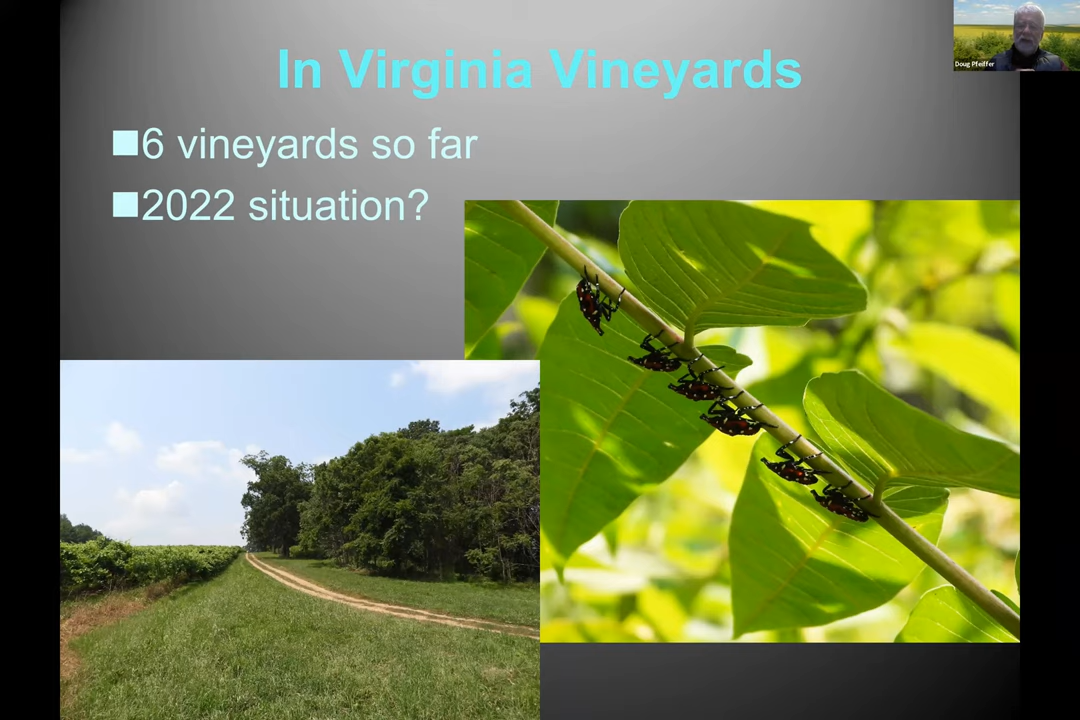 In Virginia Vineyards
6 vineyards so far
2022 situation?
Doug Pfeiffer